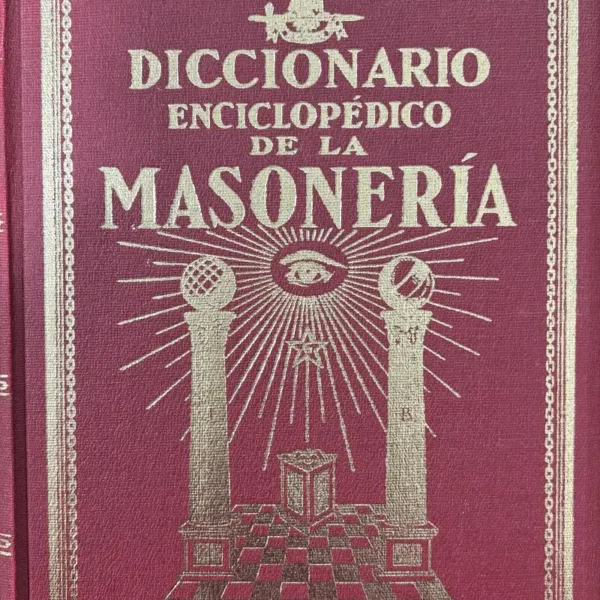 DICCIONARIO
ENCICLOPÉDICO
DE LA
MASONERÍA
B